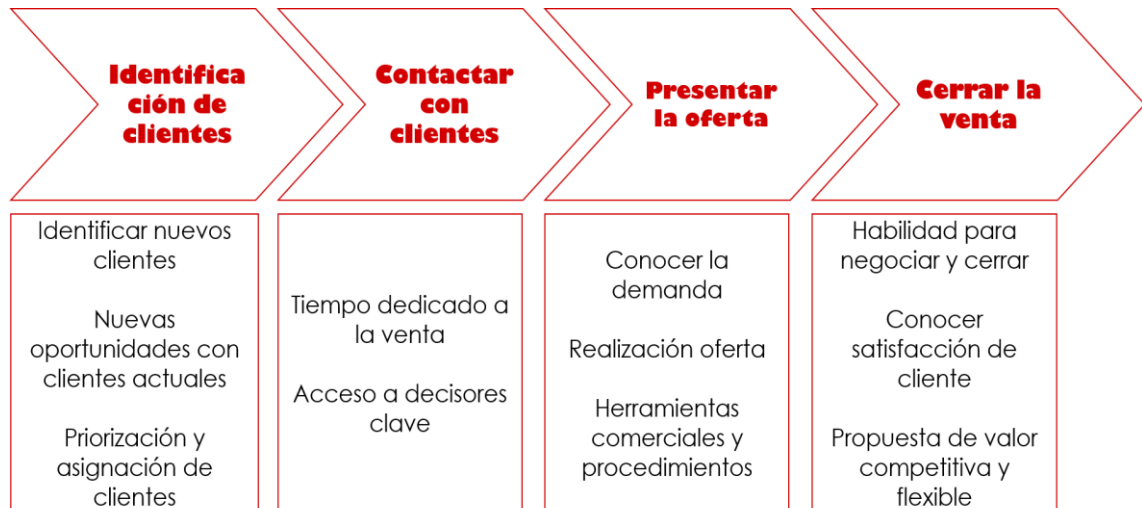 Identifica
ción de
clientes
Contactar
con
clientes
Presentar
la oferta
Cerrar la
venta
Identificar nuevos
clientes
Nuevas
oportunidades con
clientes actuales
Priorización y
asignación de
clientes
Tiempo dedicado a
la venta
Acceso a decisores
clave
Conocer la
demanda
Realización oferta
Herramientas
comerciales y
procedimientos
Habilidad para
negociar y cerrar
Conocer
satisfacción de
cliente
Propuesta de valor
competitiva y
flexible